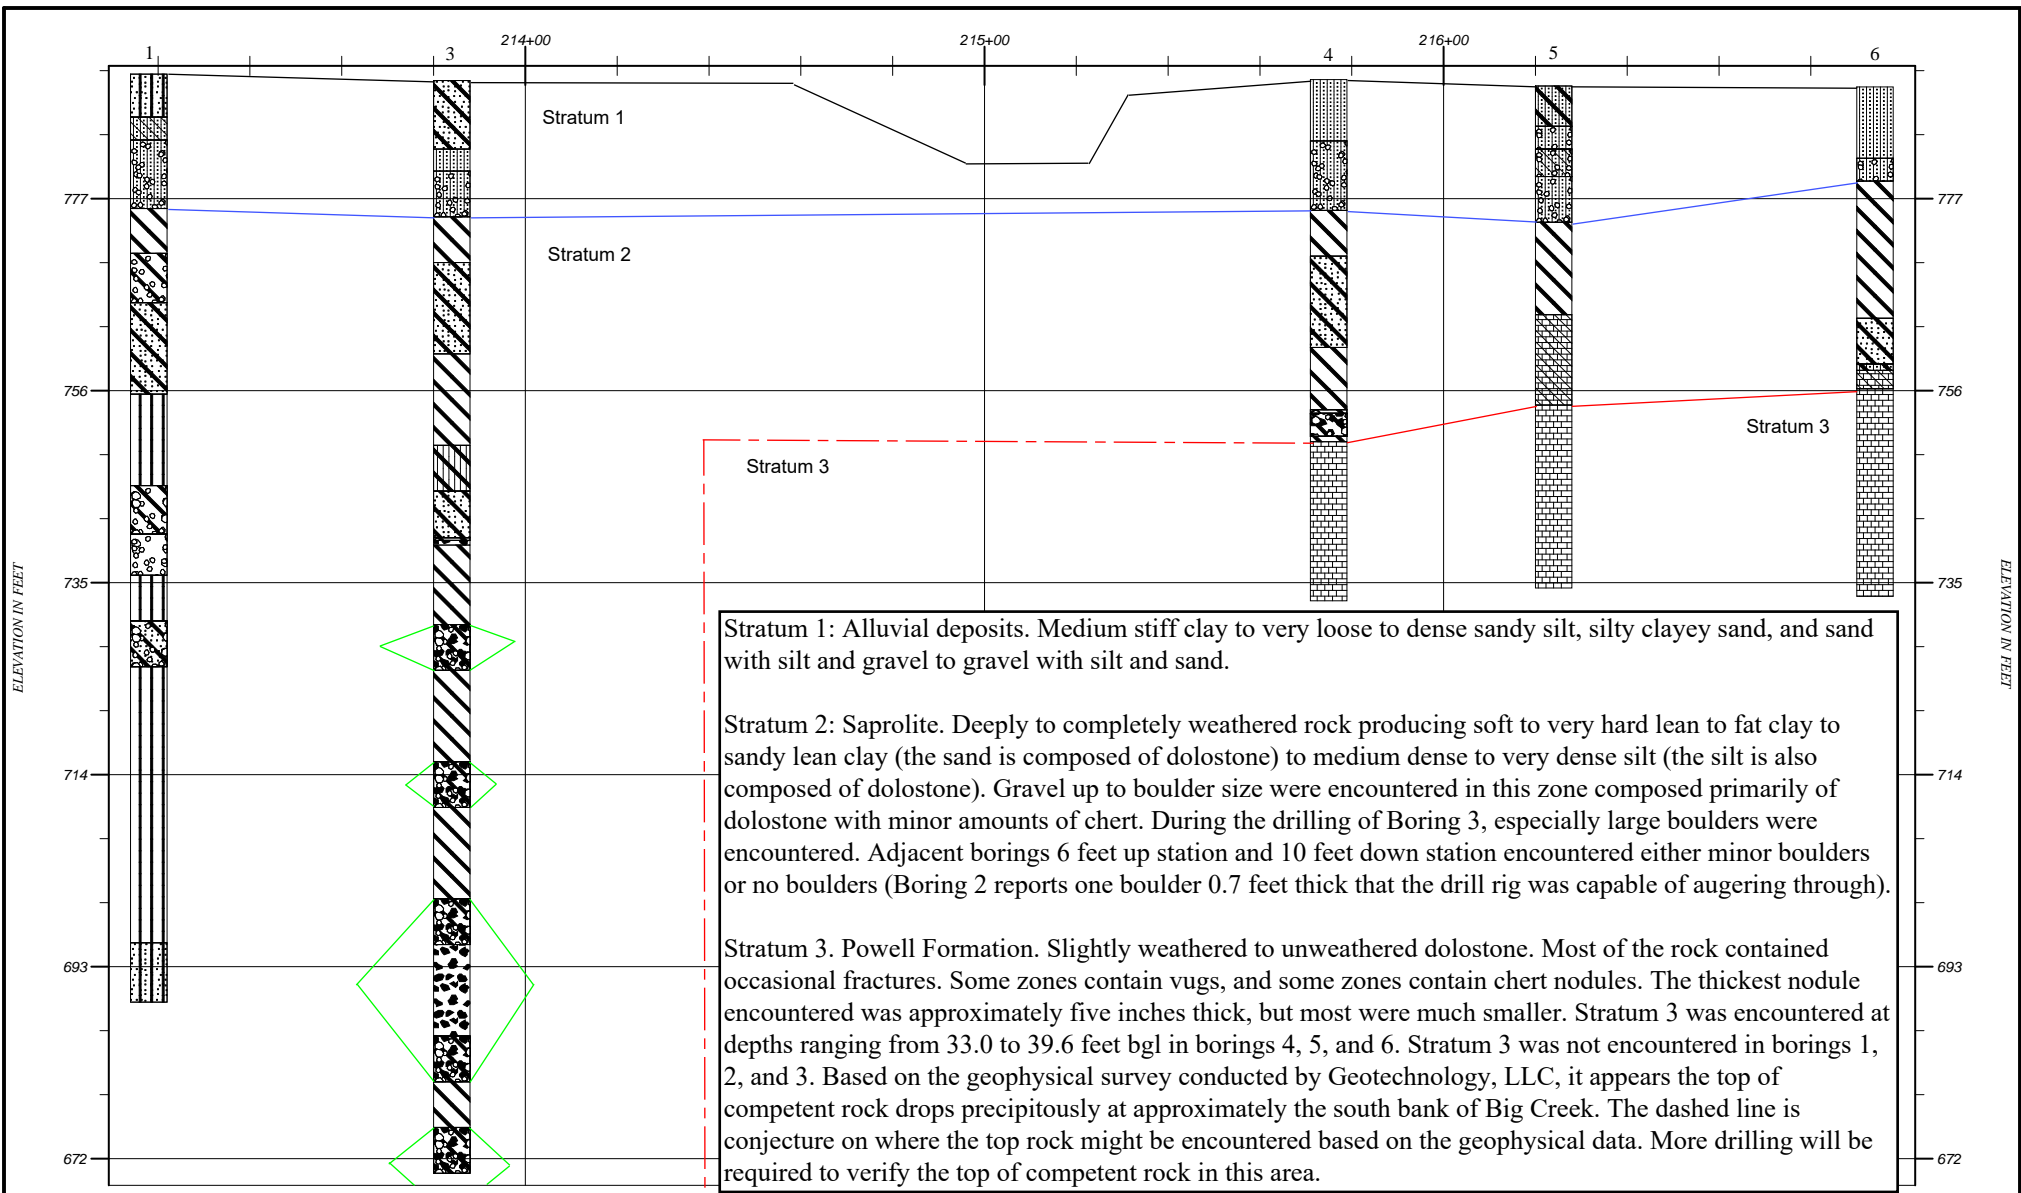 214+00 215+00 216+00
1 3 4 5 6
Stratum 1
777 777
Stratum 2
756 756
Stratum 3
Stratum 3
735 735
ELEVATION IN FEET
ELEVATION IN FEET
714 714
693 693
672 672
Stratum 1: Alluvial deposits. Medium stiff clay to very loose to dense sandy silt, silty clayey sand, and sand
with silt and gravel to gravel with silt and sand.
Stratum 2: Saprolite. Deeply to completely weathered rock producing soft to very hard lean to fat clay to
sandy lean clay (the sand is composed of dolostone) to medium dense to very dense silt (the silt is also
composed of dolostone). Gravel up to boulder size were encountered in this zone composed primarily of
dolostone with minor amounts of chert. During the drilling of Boring 3, especially large boulders were
encountered. Adjacent borings 6 feet up station and 10 feet down station encountered either minor boulders
or no boulders (Boring 2 reports one boulder 0.7 feet thick that the drill rig was capable of augering through).
Stratum 3. Powell Formation. Slightly weathered to unweathered dolostone. Most of the rock contained
occasional fractures. Some zones contain vugs, and some zones contain chert nodules. The thickest nodule
encountered was approximately five inches thick, but most were much smaller. Stratum 3 was encountered at
depths ranging from 33.0 to 39.6 feet bgl in borings 4, 5, and 6. Stratum 3 was not encountered in borings 1,
2, and 3. Based on the geophysical survey conducted by Geotechnology, LLC, it appears the top of
competent rock drops precipitously at approximately the south bank of Big Creek. The dashed line is
conjecture on where the top rock might be encountered based on the geophysical data. More drilling will be
required to verify the top of competent rock in this area.